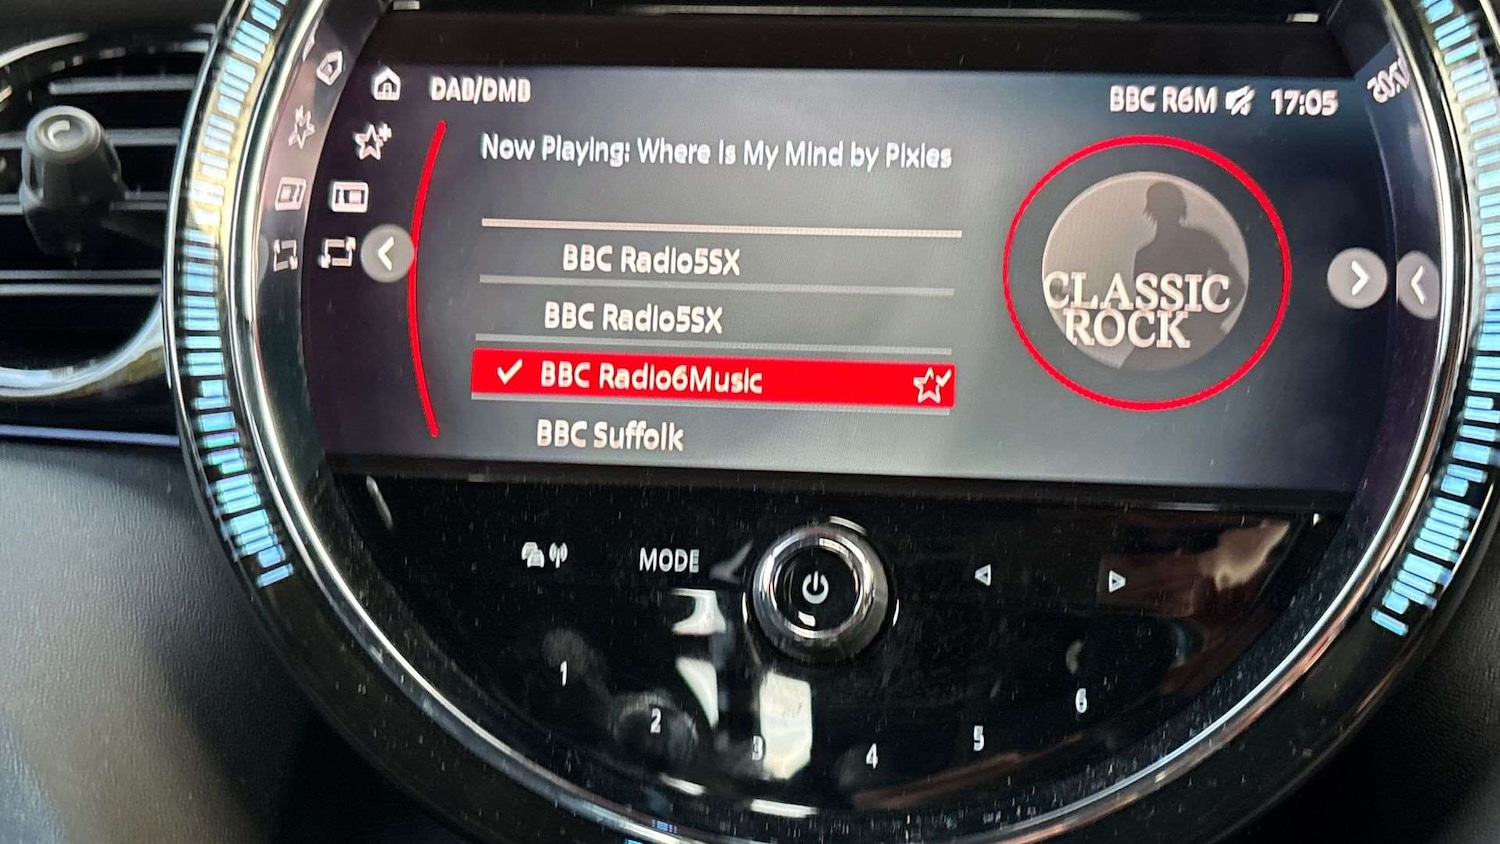 DAB/DMB
BBC R6M 17:05
Now Playing: Where Is My Mind by Pixies
BBC Radio5SX
BBC Radio5SX
BBC Radio6Music
BBC Suffolk
CLASSIC
ROCK
MODE
1
2
3
4
5
6